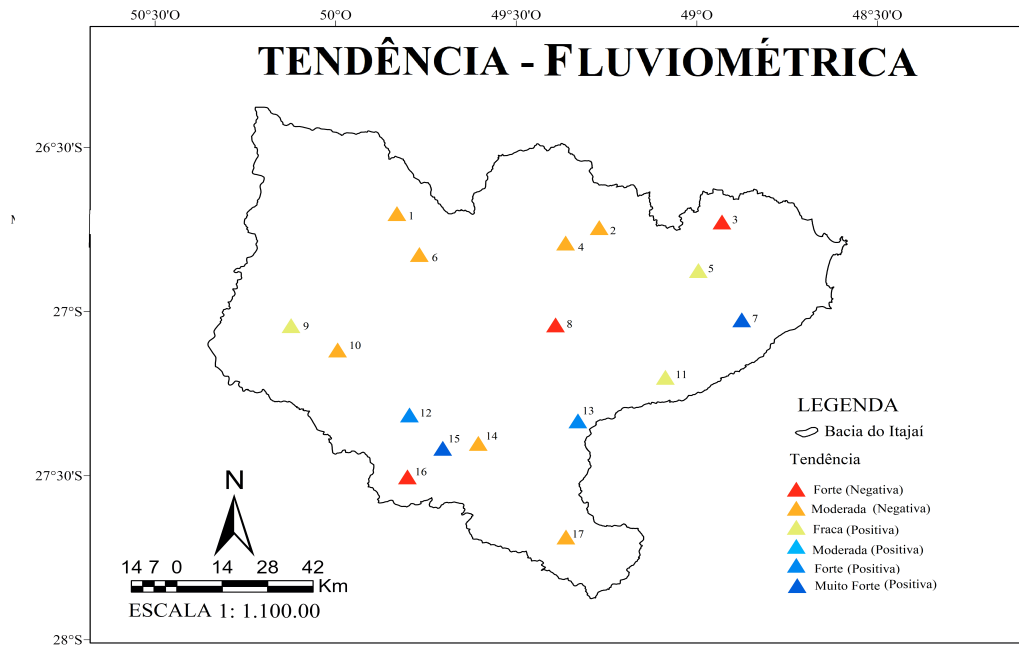 50°30'O 50°O 49°30'O 49°O 48°30'O
TENDÊNCIA - FLUVIOMÉTRICA
26°30'S
1
2
3
4
6
5
27°S
7
8
9
10
11
12
13
14
15
16
27°30'S
17
28°S
LEGENDA
Bacia do Itajaí
Tendência
Forte (Negativa)
Moderada (Negativa)
Fraca (Positiva)
Moderada (Positiva)
Forte (Positiva)
Muito Forte (Positiva)
N
14 7 0 14 28 42
Km
ESCALA 1: 1.100.00